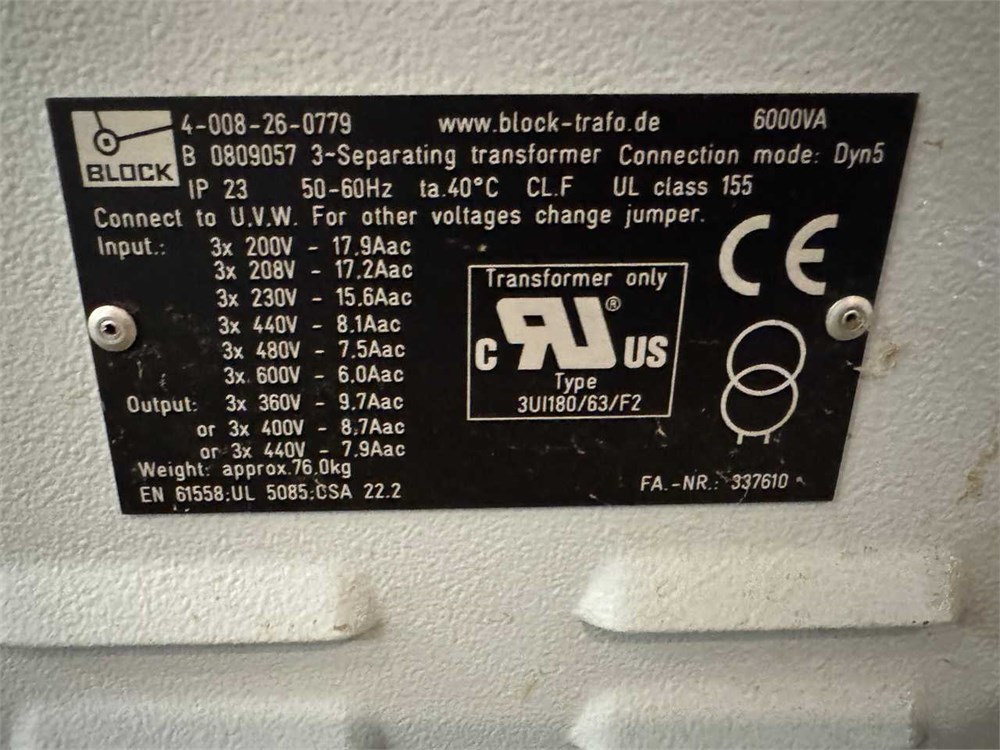 4-008-26-0779 www.block-trafo.de 6000VA
BLOCK
B 0809057 3~Separating transformer Connection mode: Dyn5
IP 23 50-60Hz ta.40°C CL.F UL class 155
Connect to U.V.W. For other voltages change jumper.
Input.: 3x 200V - 17.9Aac
3x 208V - 17.2Aac
3x 230V - 15.6Aac
3x 440V - 8.1Aac
3x 480V - 7.5Aac
3x 600V - 6.0Aac
Output: 3x 360V - 9.7Aac
or 3x 400V - 8.7Aac
or 3x 440V - 7.9Aac
Weight: approx.76.0kg
EN 61558;UL 5085;CSA 22.2
CE
Transformer only
C RU ® US
Type
3UI180/63/F2
FA.-NR.: 337610